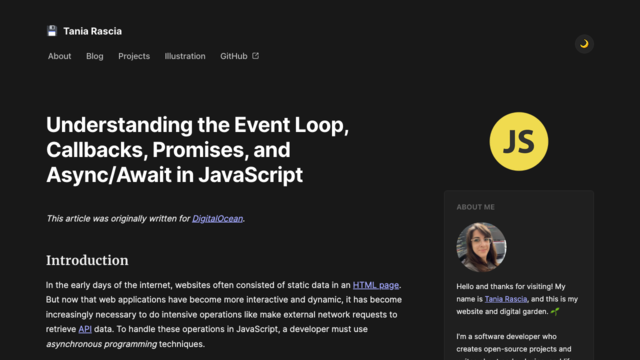 Tania Rascia
About Blog Projects Illustration GitHub
Understanding the Event Loop,
Callbacks, Promises, and
Async/Await in JavaScript
This article was originally written for DigitalOcean.
Introduction
In the early days of the internet, websites often consisted of static data in an HTML page.
But now that web applications have become more interactive and dynamic, it has become
increasingly necessary to do intensive operations like make external network requests to
retrieve API data. To handle these operations in JavaScript, a developer must use
asynchronous programming techniques.
JS
ABOUT ME
Hello and thanks for visiting! My
name is Tania Rascia, and this is my
website and digital garden. 🌱
I'm a software developer who
creates open-source projects and